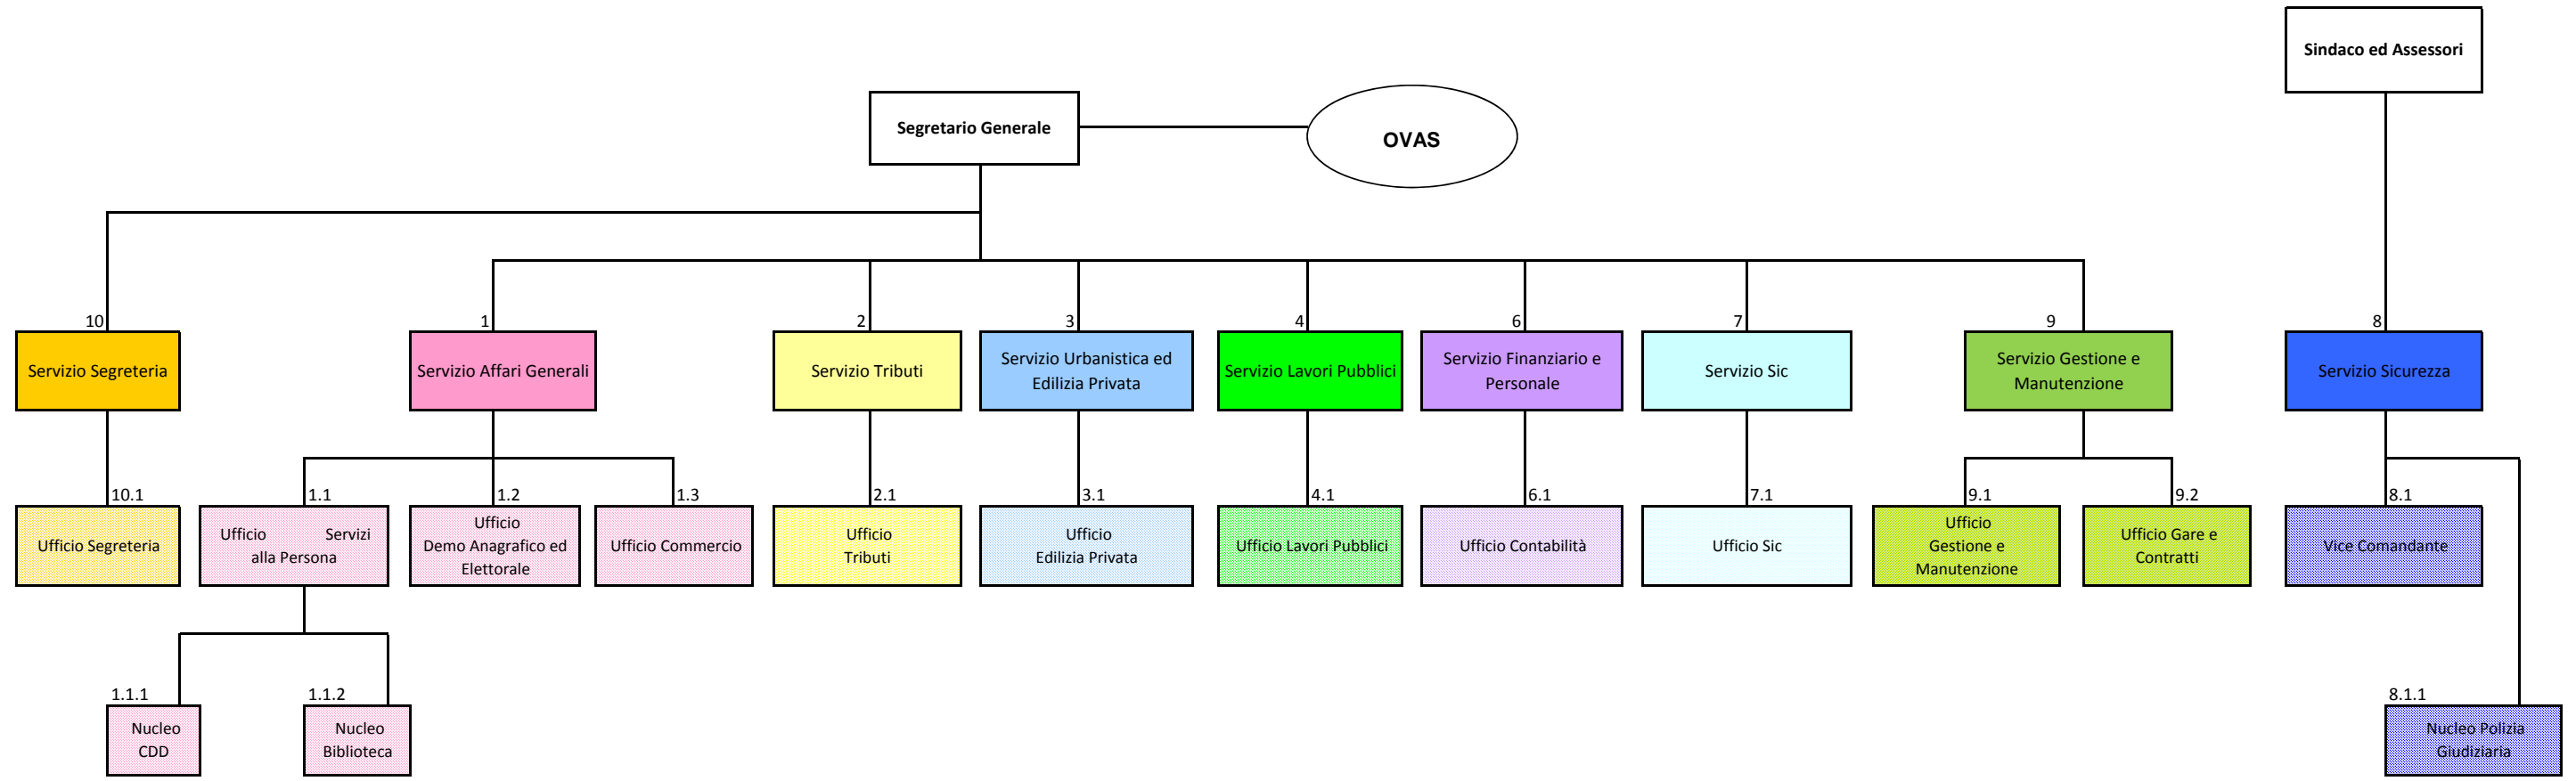 Sindaco ed Assessori
Segretario Generale
OVAS
10
1
2
3
4
6
7
9
8
Servizio Segreteria
Servizio Affari Generali
Servizio Tributi
Servizio Urbanistica ed
Edilizia Privata
Servizio Lavori Pubblici
Servizio Finanziario e
Personale
Servizio Sic
Servizio Gestione e
Manutenzione
Servizio Sicurezza
10.1
1.1
1.2
1.3
2.1
3.1
4.1
6.1
7.1
9.1
9.2
8.1
Ufficio Segreteria
Ufficio Servizi
alla Persona
Ufficio
Demo Anagrafico ed
Elettorale
Ufficio Commercio
Ufficio
Tributi
Ufficio
Edilizia Privata
Ufficio Lavori Pubblici
Ufficio Contabilità
Ufficio Sic
Ufficio
Gestione e
Manutenzione
Ufficio Gare e
Contratti
Vice Comandante
1.1.1
1.1.2
8.1.1
Nucleo
CDD
Nucleo
Biblioteca
Nucleo Polizia
Giudiziaria